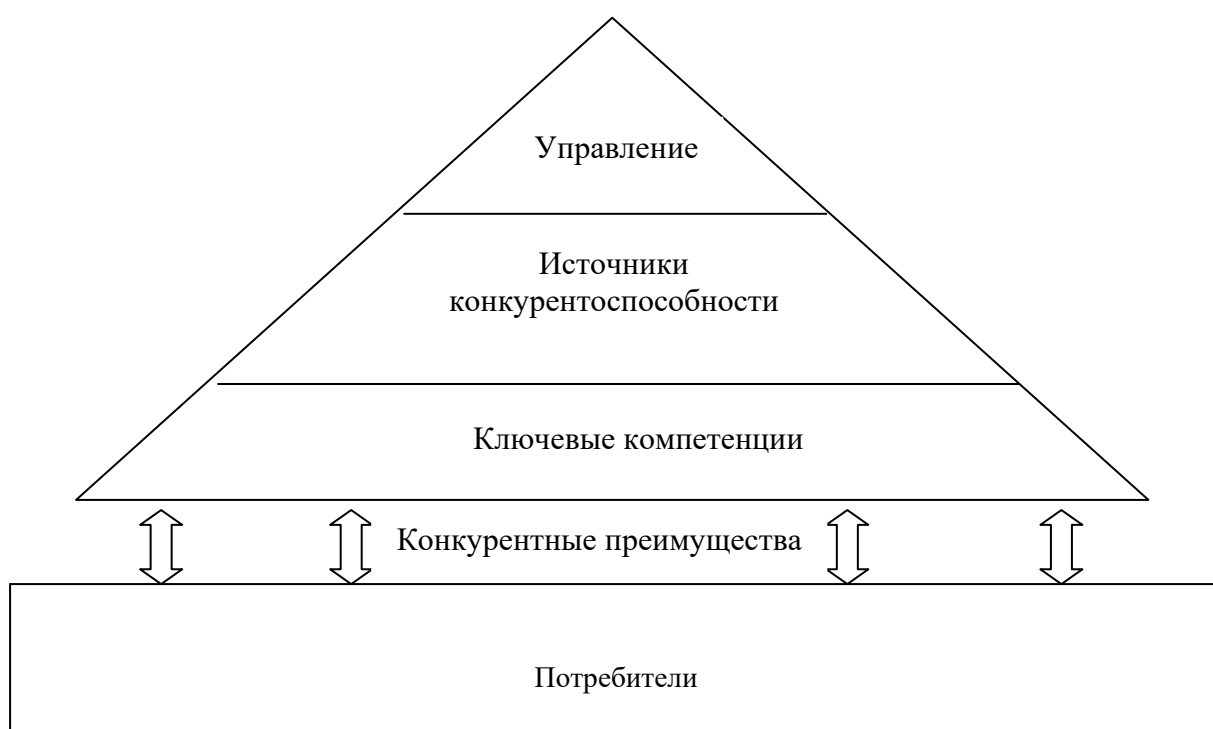 Управление
Источники
конкурентоспособности
Ключевые компетенции
Конкурентные преимущества
Потребители